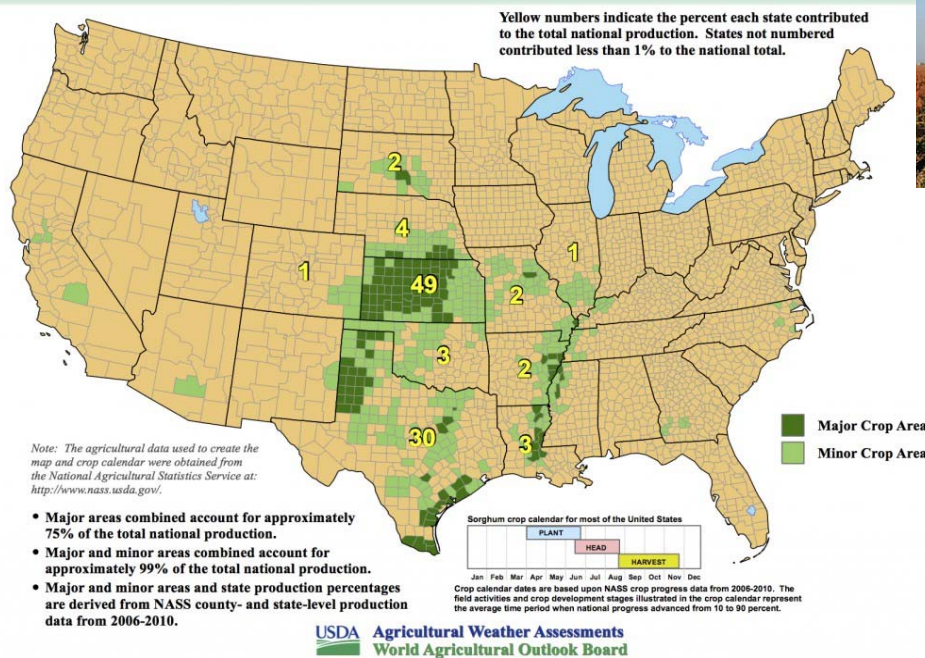 Yellow numbers indicate the percent each state contributed
to the total national production. States not numbered
contributed less than 1% to the national total.
2
4
1
1
49
2
3
2
30
3
Major Crop Area
Minor Crop Area
Note: The agricultural data used to create the
map and crop calendar were obtained from
the National Agricultural Statistics Service at:
http://www.nass.usda.gov/.
• Major areas combined account for approximately
75% of the total national production.
• Major and minor areas combined account for
approximately 99% of the total national production.
• Major and minor areas and state production percentages
are derived from NASS county- and state-level production
data from 2006-2010.
Sorghum crop calendar for most of the United States
PLANT
HEAD
HARVEST
Jan Feb Mar Apr May Jun Jul Aug Sep Oct Nov Dec
Crop calendar dates are based upon NASS crop progress data from 2006-2010. The
field activities and crop development stages illustrated in the crop calendar represent
the average time period when national progress advanced from 10 to 90 percent.
USDA Agricultural Weather Assessments
World Agricultural Outlook Board